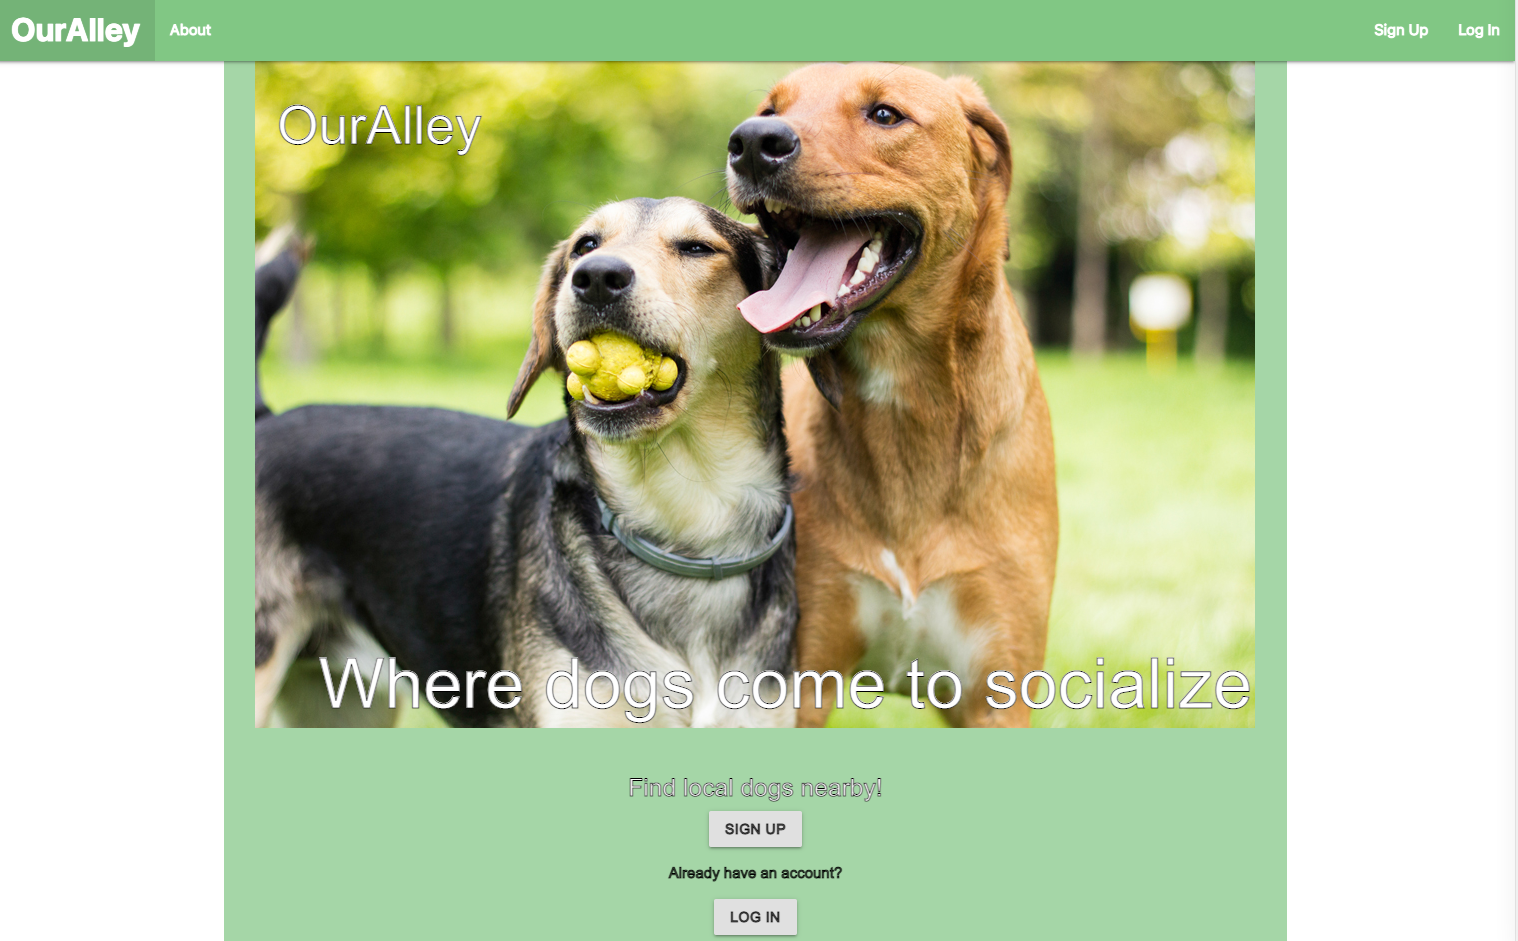 OurAlley
About
Sign Up
Log In
OurAlley
Where dogs come to socialize
Find local dogs nearby!
SIGN UP
Already have an account?
LOG IN